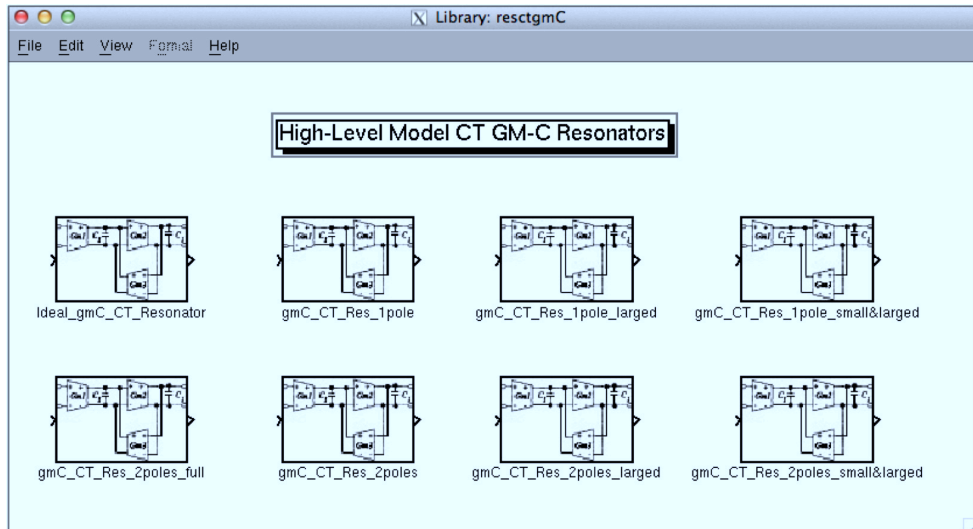 X Library: resctgmC
File Edit View Format Help
High-Level Model CT GM-C Resonators
Ideal_gmC_CT_Resonator gmC_CT_Res_1pole gmC_CT_Res_1pole_larged gmC_CT_Res_1pole_small&larged
gmC_CT_Res_2poles_full gmC_CT_Res_2poles gmC_CT_Res_2poles_larged gmC_CT_Res_2poles_small&larged